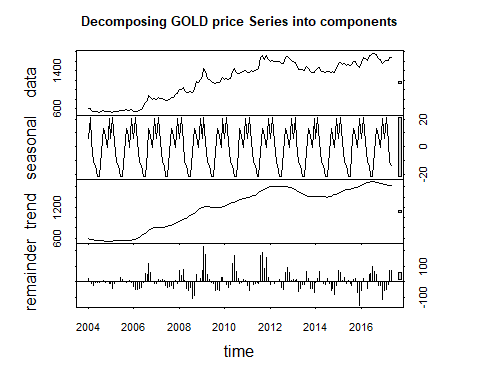 Decomposing GOLD price Series into components
data
600
1400
seasonal
-20
0
20
trend
600
1200
remainder
-100
100
2004
2006
2008
2010
2012
2014
2016
time